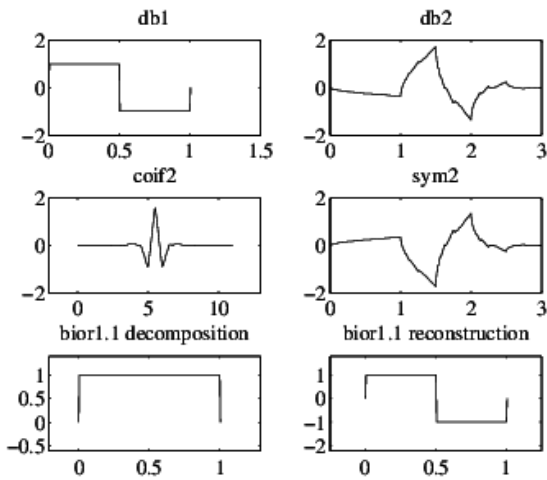 db1 db2
2 2
0 0
−2 −2
0 0.5 1 1.5 0 1 2 3
coif2 sym2
2 2
0 0
−2 −2
0 5 10 0 1 2 3
bior1.1 decomposition bior1.1 reconstruction
1 1
0.5 0
0 −1
−0.5 −2
0 0.5 1 0 0.5 1